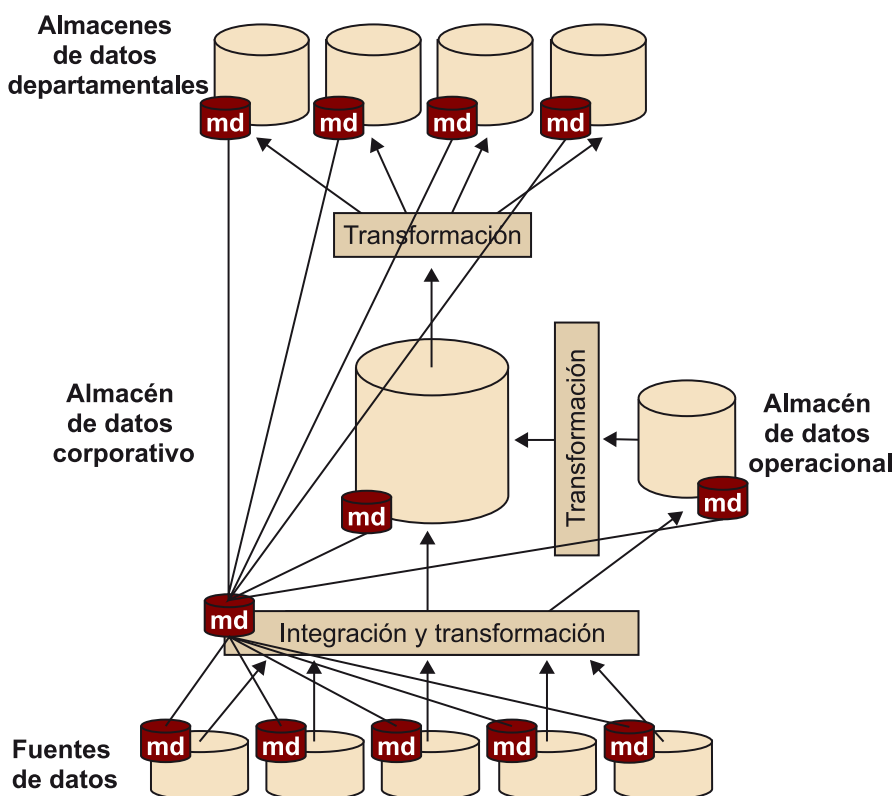 Almacenes
de datos
departamentales
md md md md
Transformación
Almacén
de datos
corporativo
Transformación
Almacén
de datos
operacional
md
md
md
Integración y transformación
md md md md md
Fuentes
de datos